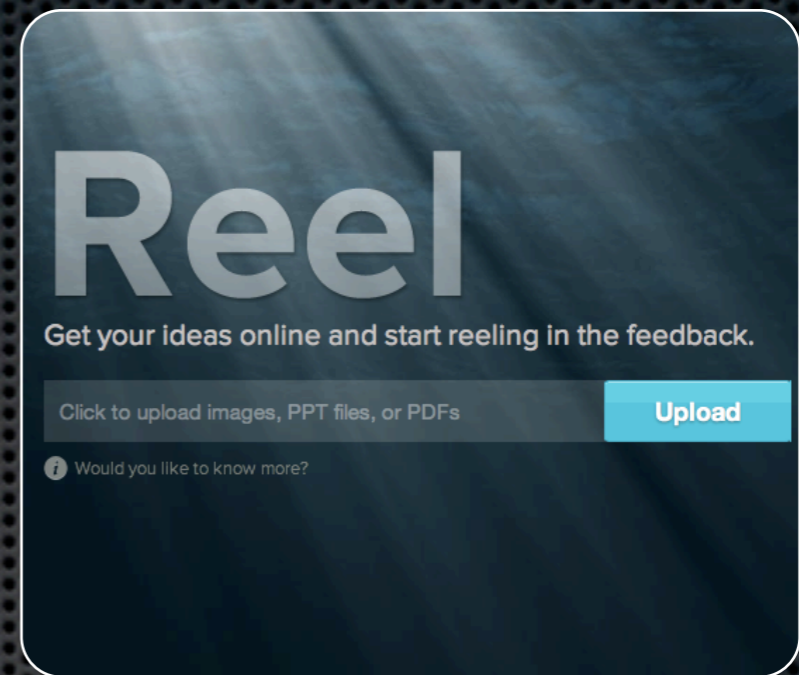 Reel
Get your ideas online and start reeling in the feedback.
Click to upload images, PPT files, or PDFs
Upload
i Would you like to know more?